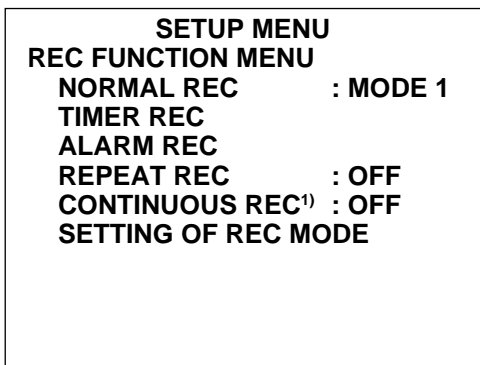 SETUP MENU
REC FUNCTION MENU
NORMAL REC : MODE 1
TIMER REC
ALARM REC
REPEAT REC : OFF
CONTINUOUS REC1) : OFF
SETTING OF REC MODE